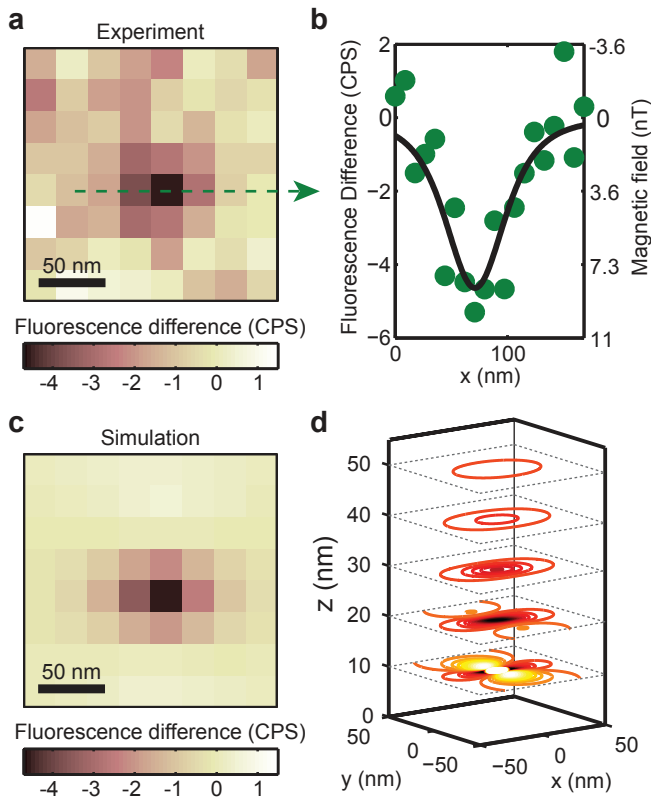 a
Experiment
50 nm
Fluorescence difference (CPS)
-4 -3 -2 -1 0 1
b
Fluorescence Difference (CPS)
2
0
−2
−4
−6
0
100
x (nm)
-3.6
0
3.6
7.3
11
Magnetic field (nT)
c
Simulation
50 nm
Fluorescence difference (CPS)
-4 -3 -2 -1 0 1
d
z (nm)
50
40
30
20
10
0
50
0
−50
y (nm)
−50
0
50
x (nm)